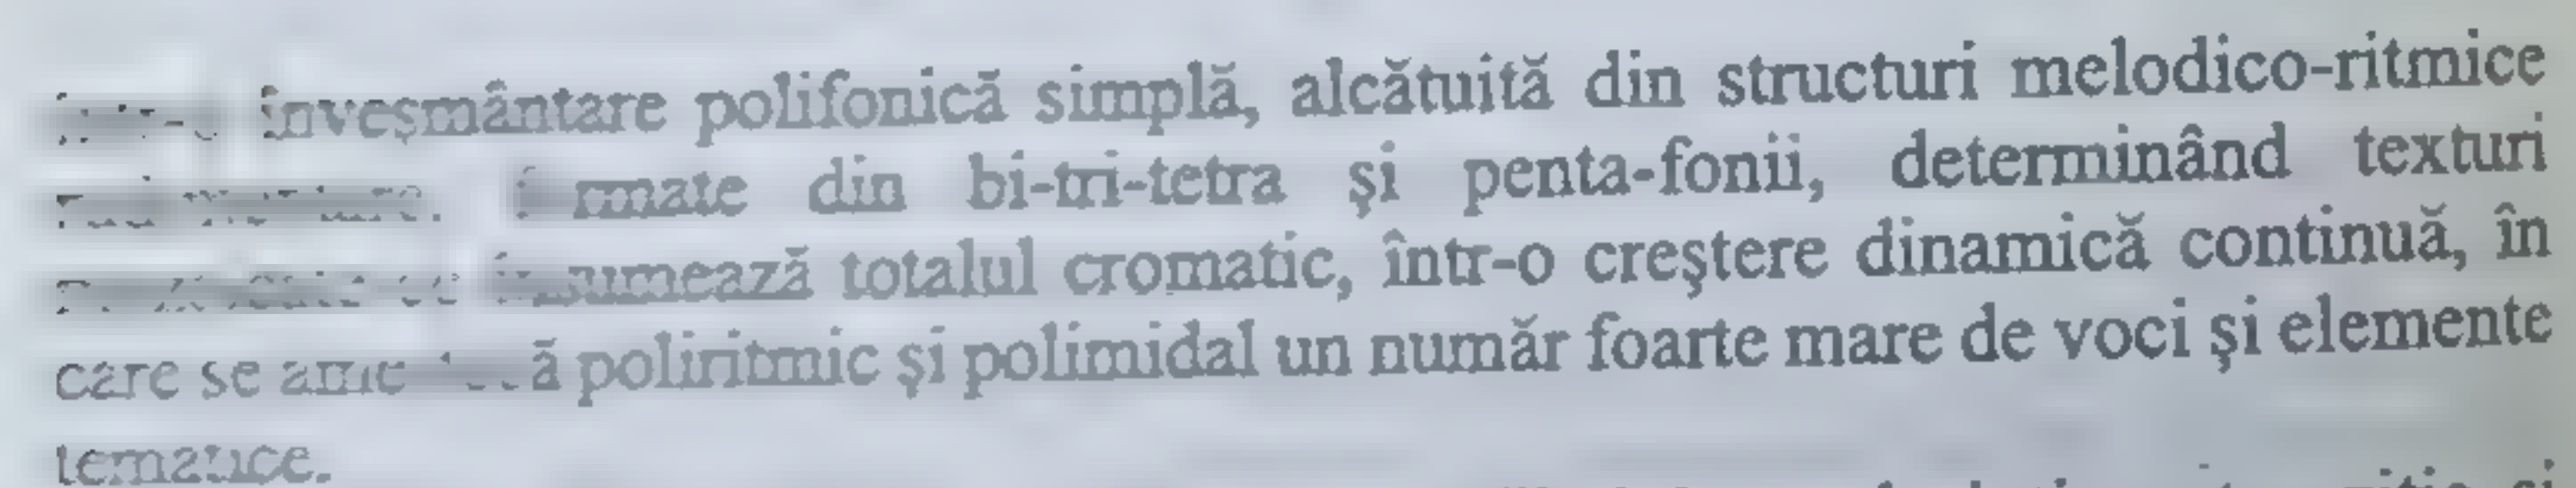 înveşmântare polifonică simplă, alcătuită din structuri melodico-ritmice
din bi-tri-tetra şi penta-fonii, determinând texturi
însumează totalul cromatic, într-o creştere dinamică continuă, în
care se poliritmic şi polimidal un număr foarte mare de voci şi elemente
tematice.